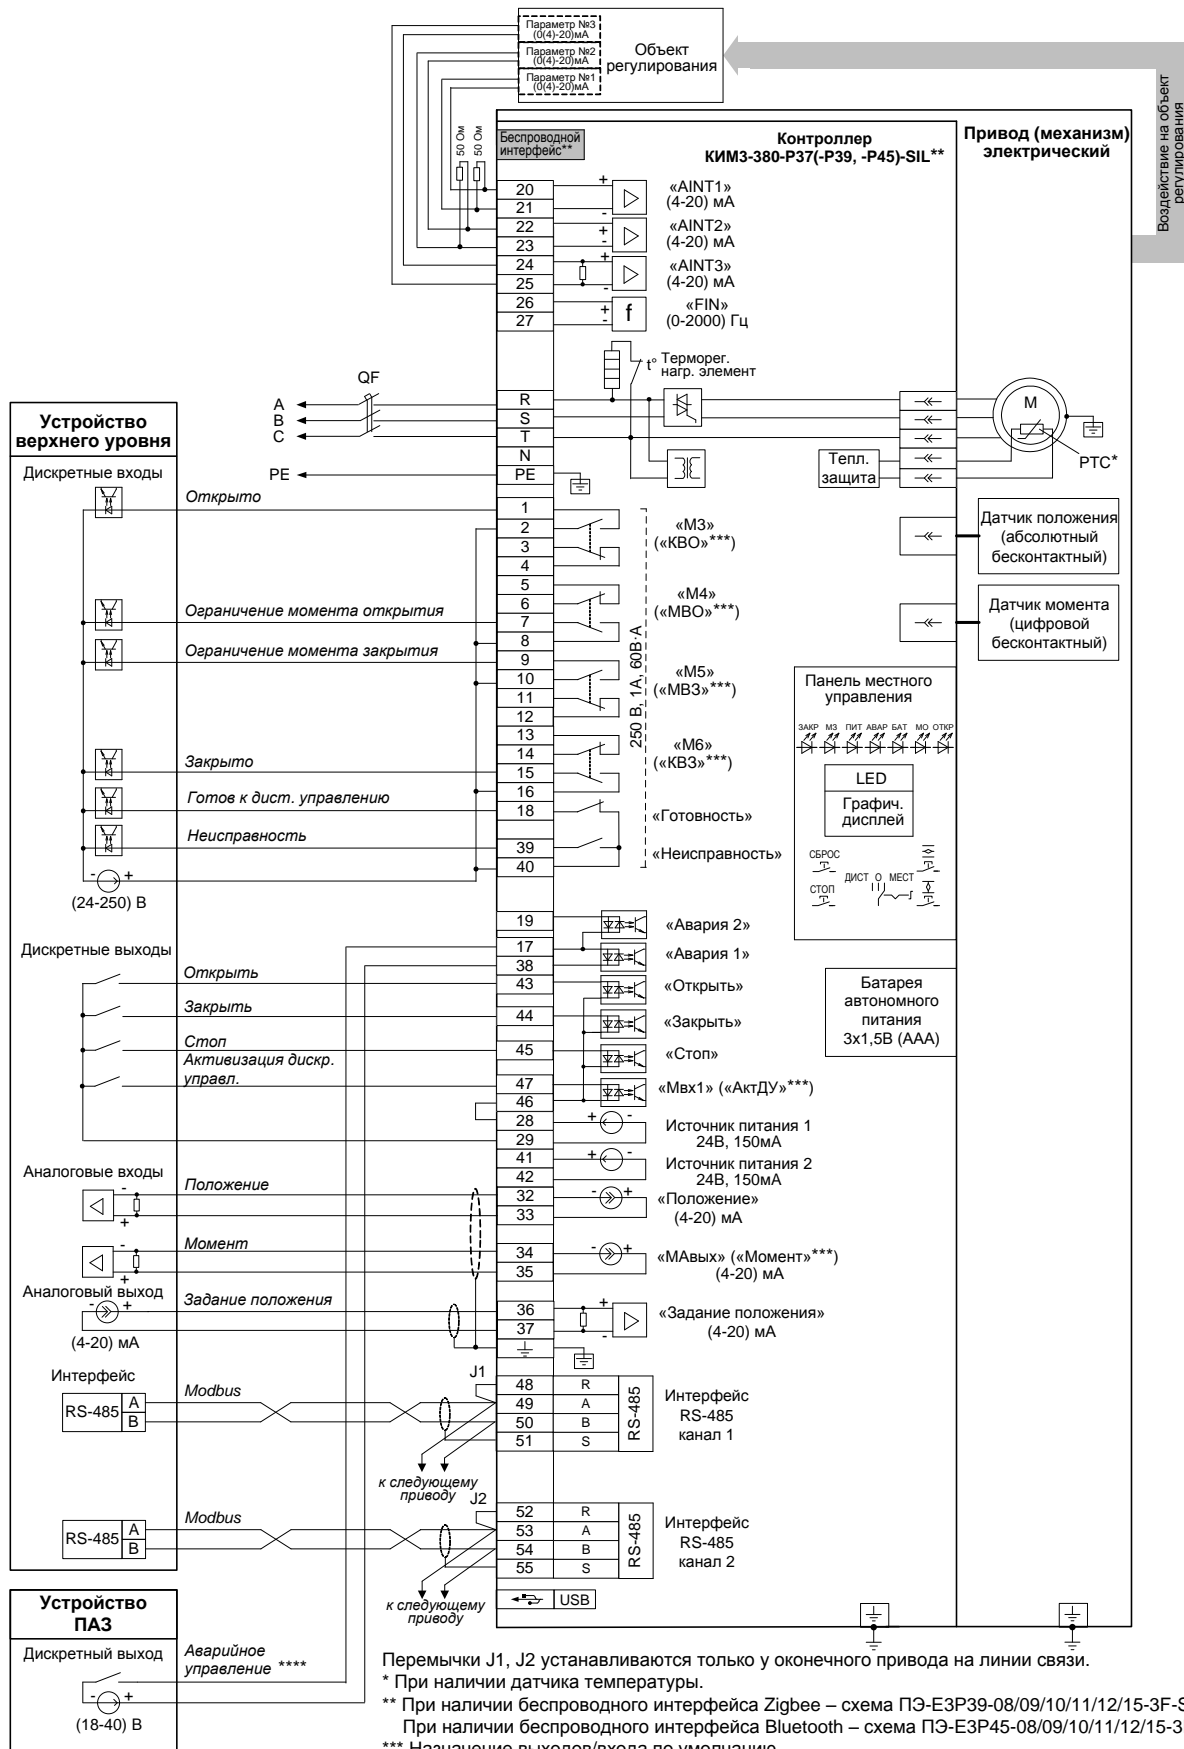 Параметр №3
(0(4)-20)мА
Параметр №2
(0(4)-20)мА
Параметр №1
(0(4)-20)мА
Объект
регулирования
Воздействие на объект
регулирования
50 Ом
50 Ом
Беспроводной
интерфейс**
Контроллер
КИМ3-380-Р37(-Р39, -Р45)-SIL**
Привод (механизм)
электрический
20
21
22
23
24
25
26
27
+
-
«AINT1»
(4-20) мА
+
-
«AINT2»
(4-20) мА
+
-
«AINT3»
(4-20) мА
+
-
f
«FIN»
(0-2000) Гц
t° Терморег.
нагр. элемент
QF
A
B
C
PE
R
S
T
N
PE
M
PTC*
Тепл.
защита
Устройство
верхнего уровня
Дискретные входы
Открыто
Ограничение момента открытия
Ограничение момента закрытия
Закрыто
Готов к дист. управлению
Неисправность
- +
(24-250) В
1
2
3
4
5
6
7
8
9
10
11
12
13
14
15
16
18
39
40
«М3»
(«КВО»***)
«М4»
(«МВО»***)
«М5»
(«МВЗ»***)
«М6»
(«КВЗ»***)
«Готовность»
«Неисправность»
250 В, 1А, 60В·А
Датчик положения
(абсолютный
бесконтактный)
Датчик момента
(цифровой
бесконтактный)
Панель местного
управления
ЗАКР МЗ ПИТ АВАР БАТ МО ОТКР
LED
Графич.
дисплей
СБРОС
ДИСТ О МЕСТ
СТОП
Батарея
автономного
питания
3х1,5В (ААА)
Дискретные выходы
Открыть
Закрыть
Стоп
Активизация дискр.
управл.
19
17
38
43
44
45
47
46
28
29
41
42
32
33
34
35
36
37
«Авария 2»
«Авария 1»
«Открыть»
«Закрыть»
«Стоп»
«Мвх1» («АктДУ»***)
+ -
Источник питания 1
24В, 150мА
+ -
Источник питания 2
24В, 150мА
- +
«Положение»
(4-20) мА
- +
«МАвых» («Момент»***)
(4-20) мА
+
-
«Задание положения»
(4-20) мА
Аналоговые входы
-
+
Положение
-
+
Момент
Аналоговый выход
- +
Задание положения
(4-20) мА
Интерфейс
RS-485
A
B
Modbus
J1
48 R
49 A
50 B
51 S
RS-485
Интерфейс
RS-485
канал 1
к следующему
приводу
RS-485
A
B
Modbus
J2
52 R
53 A
54 B
55 S
RS-485
Интерфейс
RS-485
канал 2
к следующему
приводу
USB
Устройство
ПАЗ
Дискретный выход
Аварийное
управление ****
- +
(18-40) В
Перемычки J1, J2 устанавливаются только у оконечного привода на линии связи.
* При наличии датчика температуры.
** При наличии беспроводного интерфейса Zigbee – схема ПЭ-ЕЗР39-08/09/10/11/12/15-3F-S
При наличии беспроводного интерфейса Bluetooth – схема ПЭ-ЕЗР45-08/09/10/11/12/15-3
*** Назначение выходов/входа по умолчанию